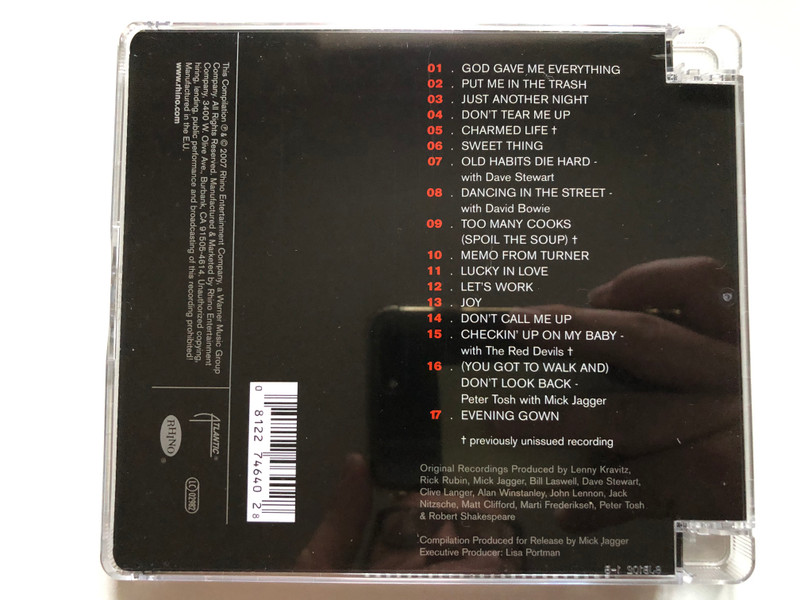 01 . GOD GAVE ME EVERYTHING
02 . PUT ME IN THE TRASH
03 . JUST ANOTHER NIGHT
04 . DON'T TEAR ME UP
05 . CHARMED LIFE †
06 . SWEET THING
07 . OLD HABITS DIE HARD -
with Dave Stewart
08 . DANCING IN THE STREET -
with David Bowie
09 . TOO MANY COOKS
(SPOIL THE SOUP) †
10 . MEMO FROM TURNER
11 . LUCKY IN LOVE
12 . LET'S WORK
13 . JOY
14 . DON'T CALL ME UP
15 . CHECKIN' UP ON MY BABY -
with The Red Devils †
16 . (YOU GOT TO WALK AND)
DON'T LOOK BACK -
Peter Tosh with Mick Jagger
17 . EVENING GOWN
† previously unissued recording
Original Recordings Produced by Lenny Kravitz,
Rick Rubin, Mick Jagger, Bill Laswell, Dave Stewart,
Clive Langer, Alan Winstanley, John Lennon, Jack
Nitzsche, Matt Clifford, Marti Frederiksen, Peter Tosh
& Robert Shakespeare
Compilation Produced for Release by Mick Jagger
Executive Producer: Lisa Portman
This Compilation ℗ & © 2007 Rhino Entertainment Company, a Warner Music Group
Company. All Rights Reserved. Manufactured & Marketed by Rhino Entertainment
Company, 3400 W. Olive Ave., Burbank, CA 91505-4614. Unauthorized copying,
hiring, lending, public performance and broadcasting of this recording prohibited!
Manufactured in the E.U.
www.rhino.com
0 81227 46402 8
ATLANTIC
RHINO
LC 02982